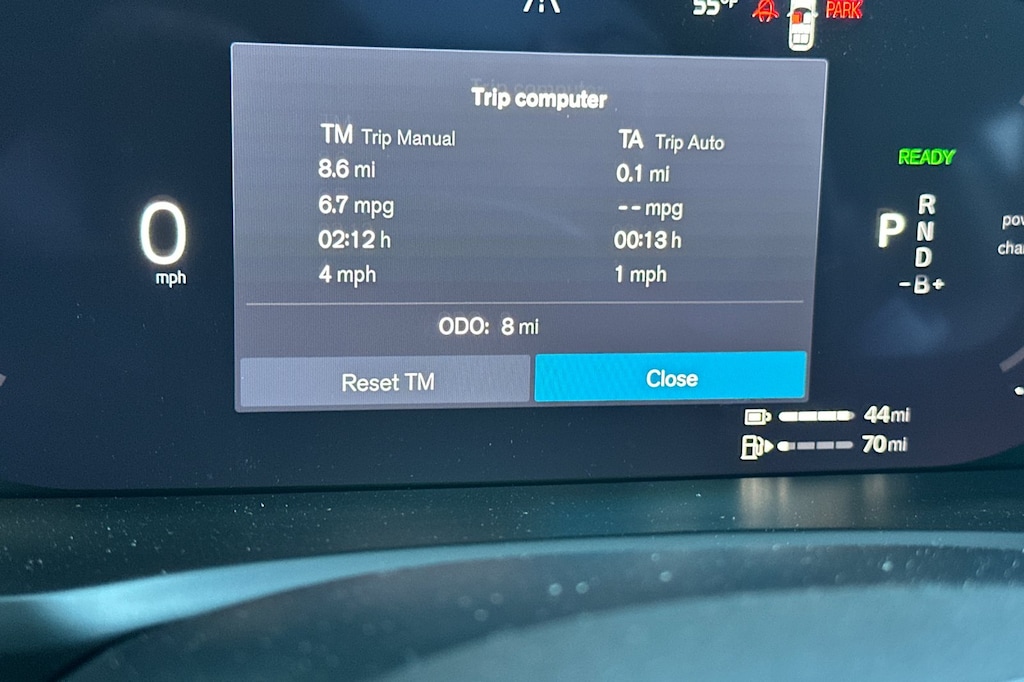 55°F PARK
Trip computer
TM Trip Manual
8.6 mi
6.7 mpg
02:12 h
4 mph
TA Trip Auto
0.1 mi
-- mpg
00:13 h
1 mph
ODO: 8 mi
Reset TM
Close
0
mph
READY
P
R
N
D
-B+
44mi
70mi